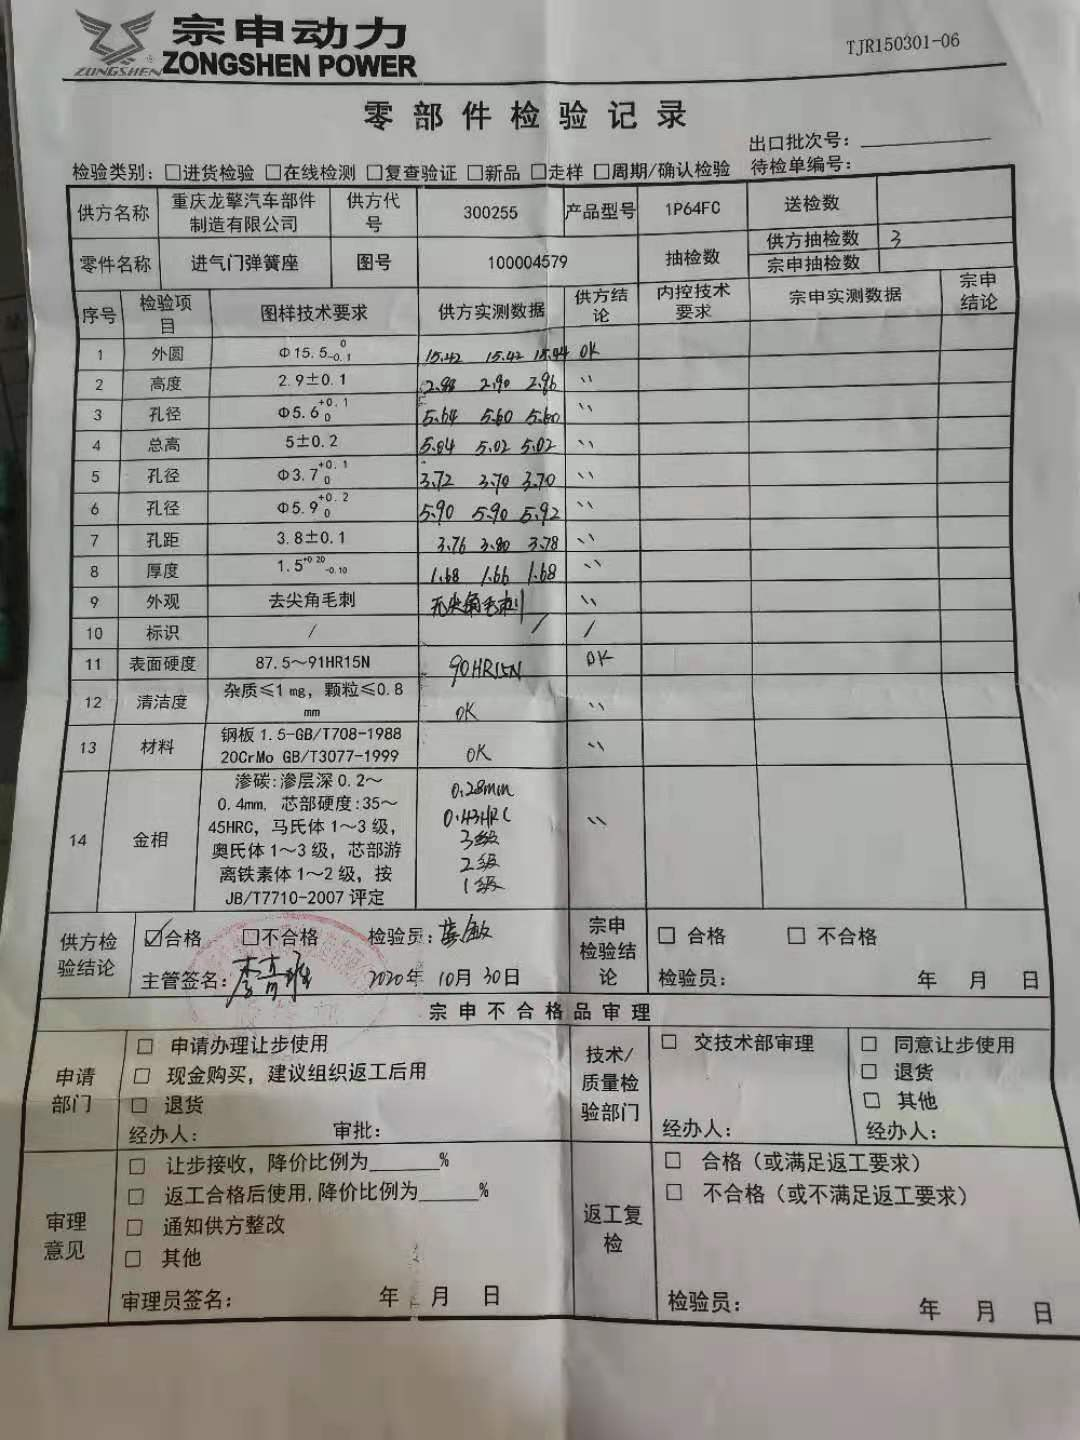 宗申动力
ZONGSHEN
ZONGSHEN POWER
TJR150301-06
零部件检验记录
出口批次号：
检验类别：□进货检验 □在线检测 □复查验证 □新品 □走样 □周期/确认检验 待检单编号：
供方名称 重庆龙擎汽车部件制造有限公司 供方代号 300255 产品型号 1P64FC 送检数
零件名称 进气门弹簧座 图号 100004579 抽检数 供方抽检数 3
宗申抽检数
序号 检验项目 图样技术要求 供方实测数据 供方结论 内控技术要求 宗申实测数据 宗申结论
1 外圆 Φ15.5 0 -0.1 15.42 15.42 15.44 OK
2 高度 2.9±0.1 2.88 2.90 2.96 〃
3 孔径 Φ5.6 +0.1 0 5.64 5.60 5.60 〃
4 总高 5±0.2 5.04 5.02 5.02 〃
5 孔径 Φ3.7 +0.1 0 3.72 3.70 3.70 〃
6 孔径 Φ5.9 +0.2 0 5.90 5.90 5.92 〃
7 孔距 3.8±0.1 3.76 3.80 3.78 〃
8 厚度 1.5 +0.20 -0.10 1.68 1.66 1.68 〃
9 外观 去尖角毛刺 无尖角毛刺 〃
10 标识 / / /
11 表面硬度 87.5～91HR15N 90HR15N OK
12 清洁度 杂质≤1mg，颗粒≤0.8
mm OK 〃
13 材料 钢板 1.5-GB/T708-1988
20CrMo GB/T3077-1999 OK 〃
14 金相 渗碳:渗层深 0.2～
0.4mm, 芯部硬度:35～
45HRC, 马氏体 1～3 级,
奥氏体 1～3 级, 芯部游
离铁素体 1～2 级, 按
JB/T7710-2007 评定
0.28mm
0.43HRC
3级
2级
1级
〃
供方检验结论 ☑合格 □不合格 检验员：
主管签名： 2020年 10月 30日
宗申检验结论 □ 合格 □ 不合格
检验员： 年 月 日
宗申不合格品审理
申请部门
□ 申请办理让步使用
□ 现金购买，建议组织返工后用
□ 退货
经办人： 审批：
技术/质量检验部门
□ 交技术部审理
经办人：
□ 同意让步使用
□ 退货
□ 其他
经办人：
审理意见
□ 让步接收，降价比例为______%
□ 返工合格后使用,降价比例为_____%
□ 通知供方整改
□ 其他
审理员签名： 年 月 日
返工复检
□ 合格（或满足返工要求）
□ 不合格（或不满足返工要求）
检验员： 年 月 日